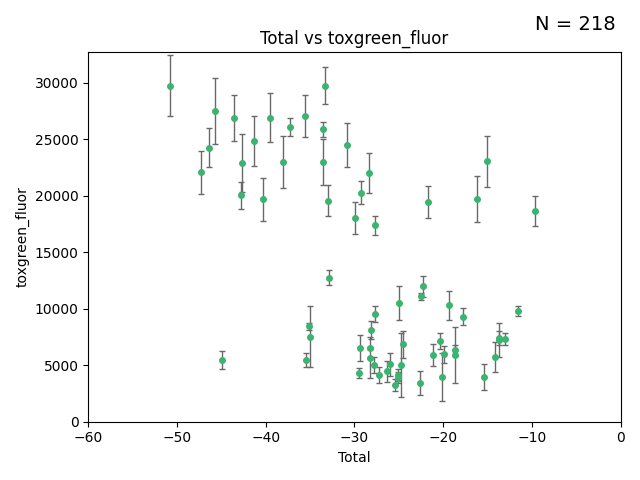 N = 218
Total vs toxgreen_fluor
30000
25000
20000
15000
10000
5000
0
toxgreen_fluor
−60 −50 −40 −30 −20 −10 0
Total